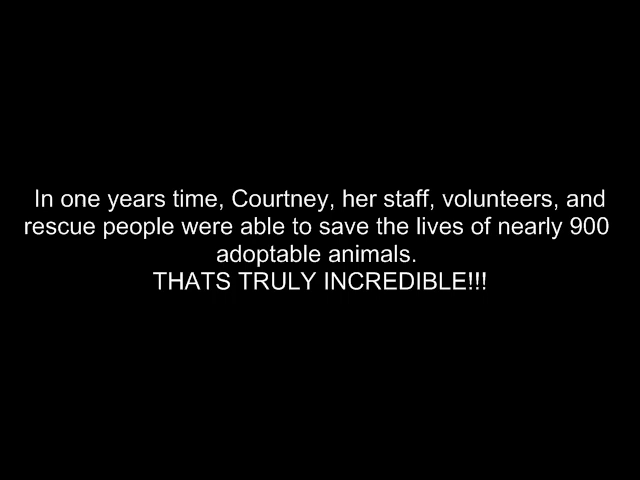 In one years time, Courtney, her staff, volunteers, and
rescue people were able to save the lives of nearly 900
adoptable animals.
THATS TRULY INCREDIBLE!!!